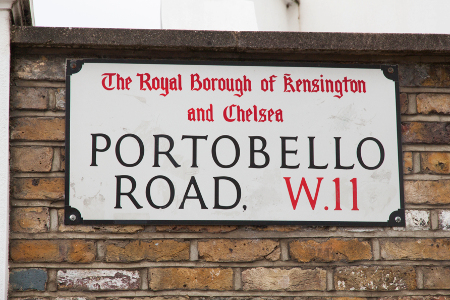 The Royal Borough of Kensington
and Chelsea
PORTOBELLO
ROAD. W.11